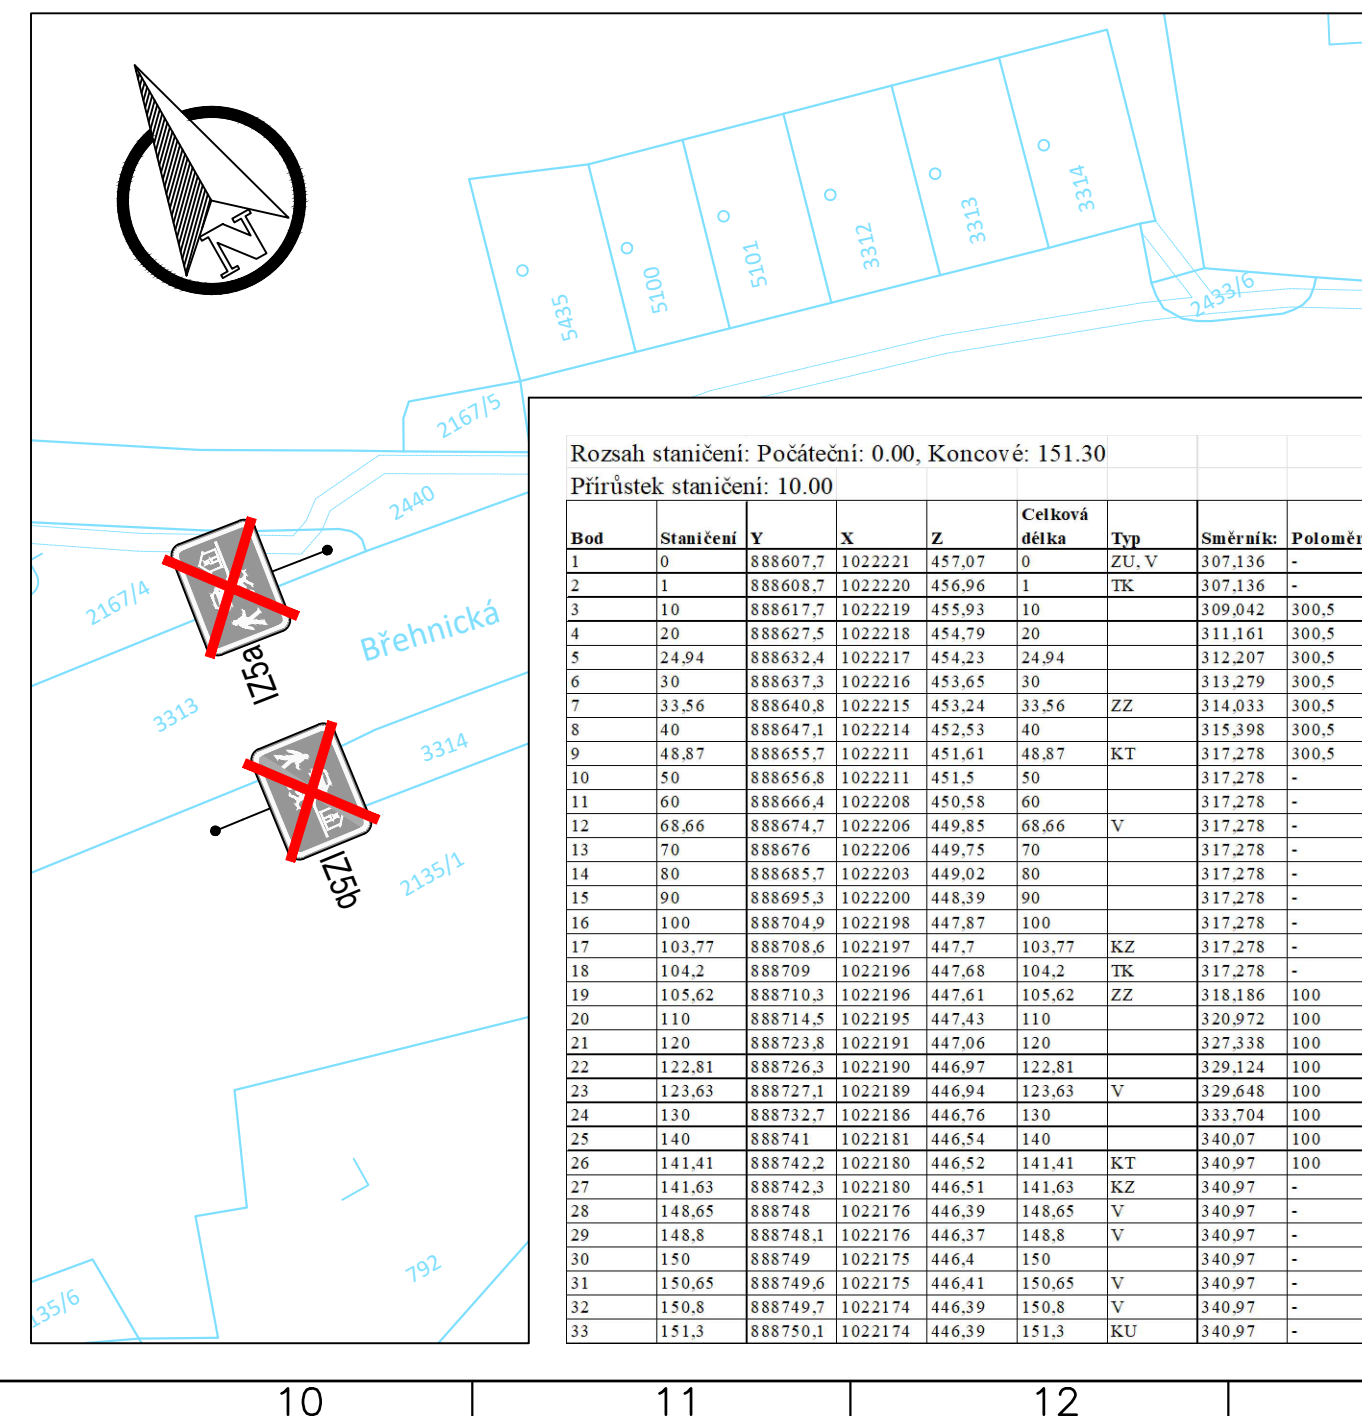 N
5435
5100
5101
3312
3313
3314
2433/6
2167/5
2440
2167/4
Břehnická
IZ5a
3313
3314
IZ5b
2135/1
792
35/6
Rozsah staničení: Počáteční: 0.00, Koncové: 151.30
Přírůstek staničení: 10.00
Bod Staničení Y X Z Celková délka Typ Směrník: Poloměr
1 0 888607,7 1022221 457,07 0 ZU, V 307,136 -
2 1 888608,7 1022220 456,96 1 TK 307,136 -
3 10 888617,7 1022219 455,93 10 309,042 300,5
4 20 888627,5 1022218 454,79 20 311,161 300,5
5 24,94 888632,4 1022217 454,23 24,94 312,207 300,5
6 30 888637,3 1022216 453,65 30 313,279 300,5
7 33,56 888640,8 1022215 453,24 33,56 ZZ 314,033 300,5
8 40 888647,1 1022214 452,53 40 315,398 300,5
9 48,87 888655,7 1022211 451,61 48,87 KT 317,278 300,5
10 50 888656,8 1022211 451,5 50 317,278 -
11 60 888666,4 1022208 450,58 60 317,278 -
12 68,66 888674,7 1022206 449,85 68,66 V 317,278 -
13 70 888676 1022206 449,75 70 317,278 -
14 80 888685,7 1022203 449,02 80 317,278 -
15 90 888695,3 1022200 448,39 90 317,278 -
16 100 888704,9 1022198 447,87 100 317,278 -
17 103,77 888708,6 1022197 447,7 103,77 KZ 317,278 -
18 104,2 888709 1022196 447,68 104,2 TK 317,278 -
19 105,62 888710,3 1022196 447,61 105,62 ZZ 318,186 100
20 110 888714,5 1022195 447,43 110 320,972 100
21 120 888723,8 1022191 447,06 120 327,338 100
22 122,81 888726,3 1022190 446,97 122,81 329,124 100
23 123,63 888727,1 1022189 446,94 123,63 V 329,648 100
24 130 888732,7 1022186 446,76 130 333,704 100
25 140 888741 1022181 446,54 140 340,07 100
26 141,41 888742,2 1022180 446,52 141,41 KT 340,97 100
27 141,63 888742,3 1022180 446,51 141,63 KZ 340,97 -
28 148,65 888748 1022176 446,39 148,65 V 340,97 -
29 148,8 888748,1 1022176 446,37 148,8 V 340,97 -
30 150 888749 1022175 446,4 150 340,97 -
31 150,65 888749,6 1022175 446,41 150,65 V 340,97 -
32 150,8 888749,7 1022174 446,39 150,8 V 340,97 -
33 151,3 888750,1 1022174 446,39 151,3 KU 340,97 -
10 11 12